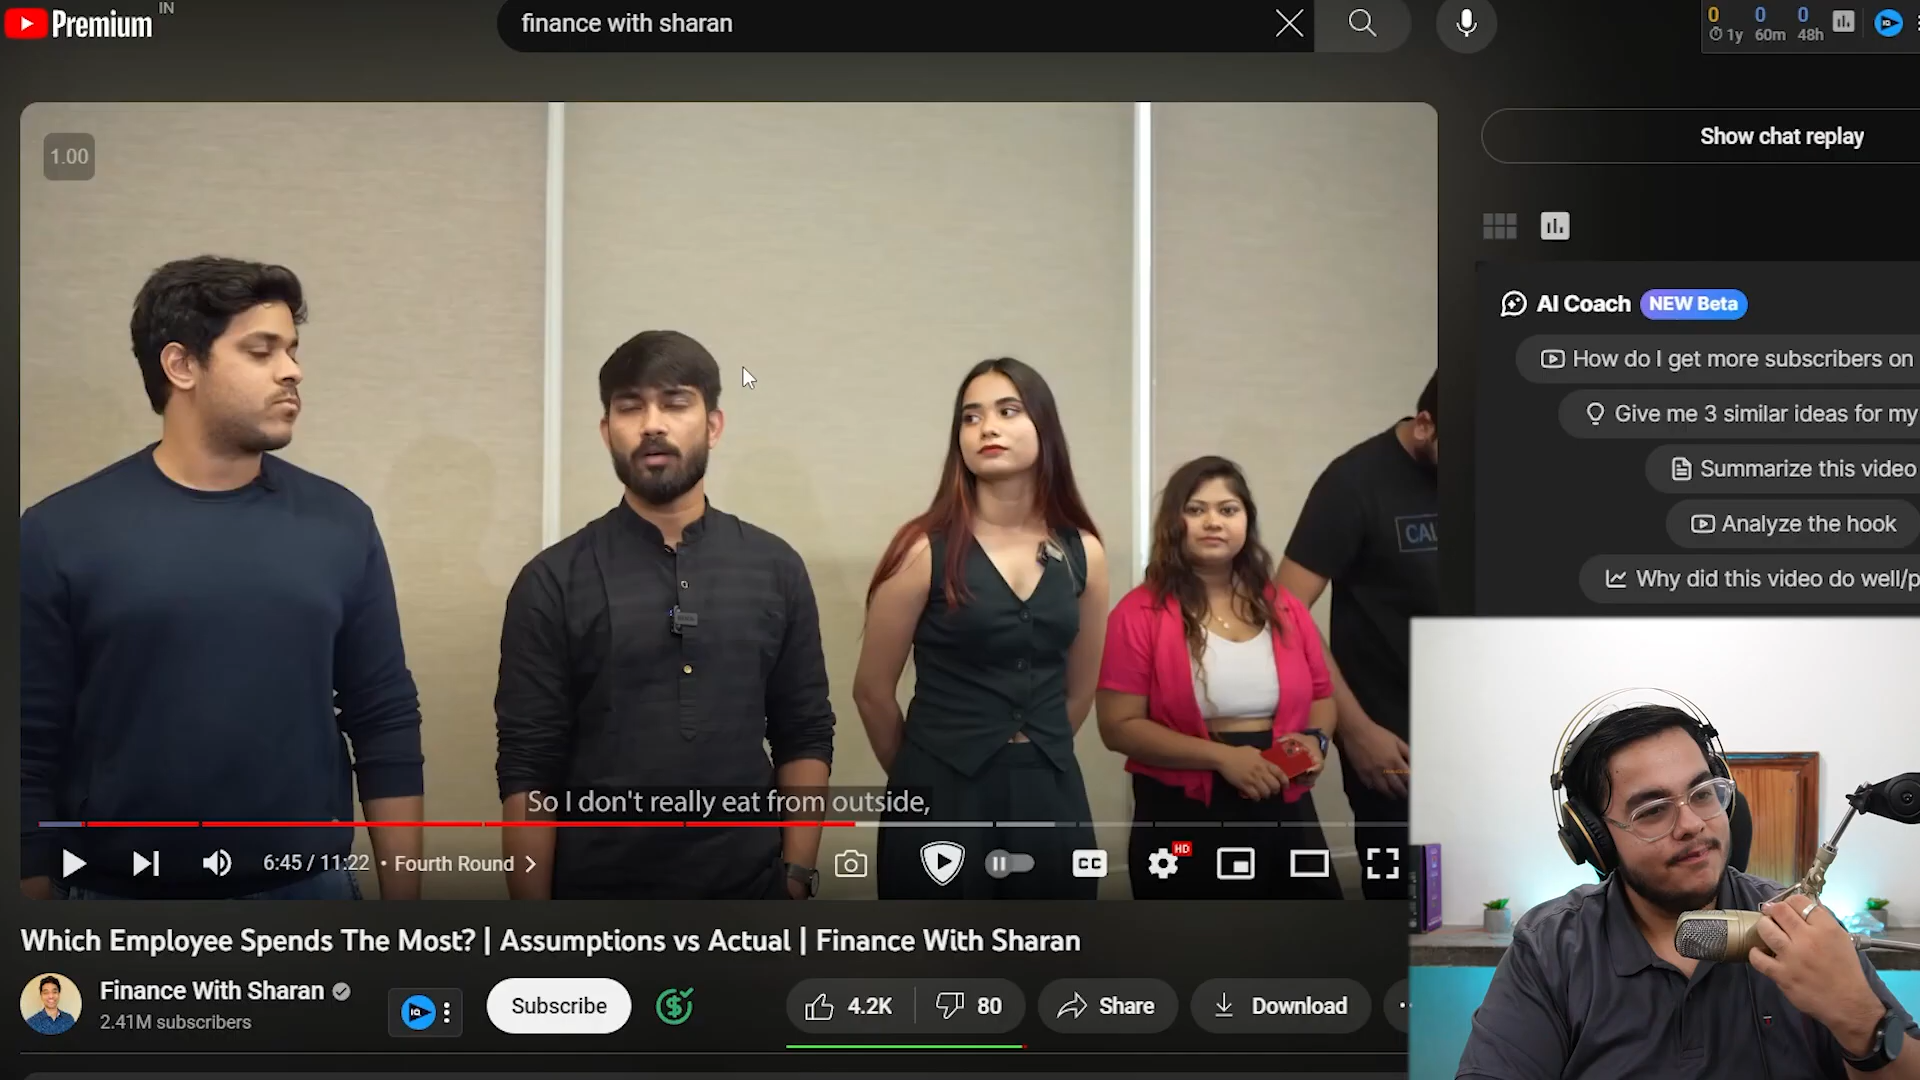 Premium IN
finance with sharan
0 0 0
1y 60m 48h
1.00
Show chat replay
AI Coach NEW Beta
How do I get more subscribers on
Give me 3 similar ideas for my
Summarize this video
Analyze the hook
Why did this video do well/p
CAL
So I don't really eat from outside,
6:45 / 11:22 • Fourth Round
CC
HD
Which Employee Spends The Most? | Assumptions vs Actual | Finance With Sharan
Finance With Sharan
2.41M subscribers
IQ
Subscribe
4.2K
80
Share
Download